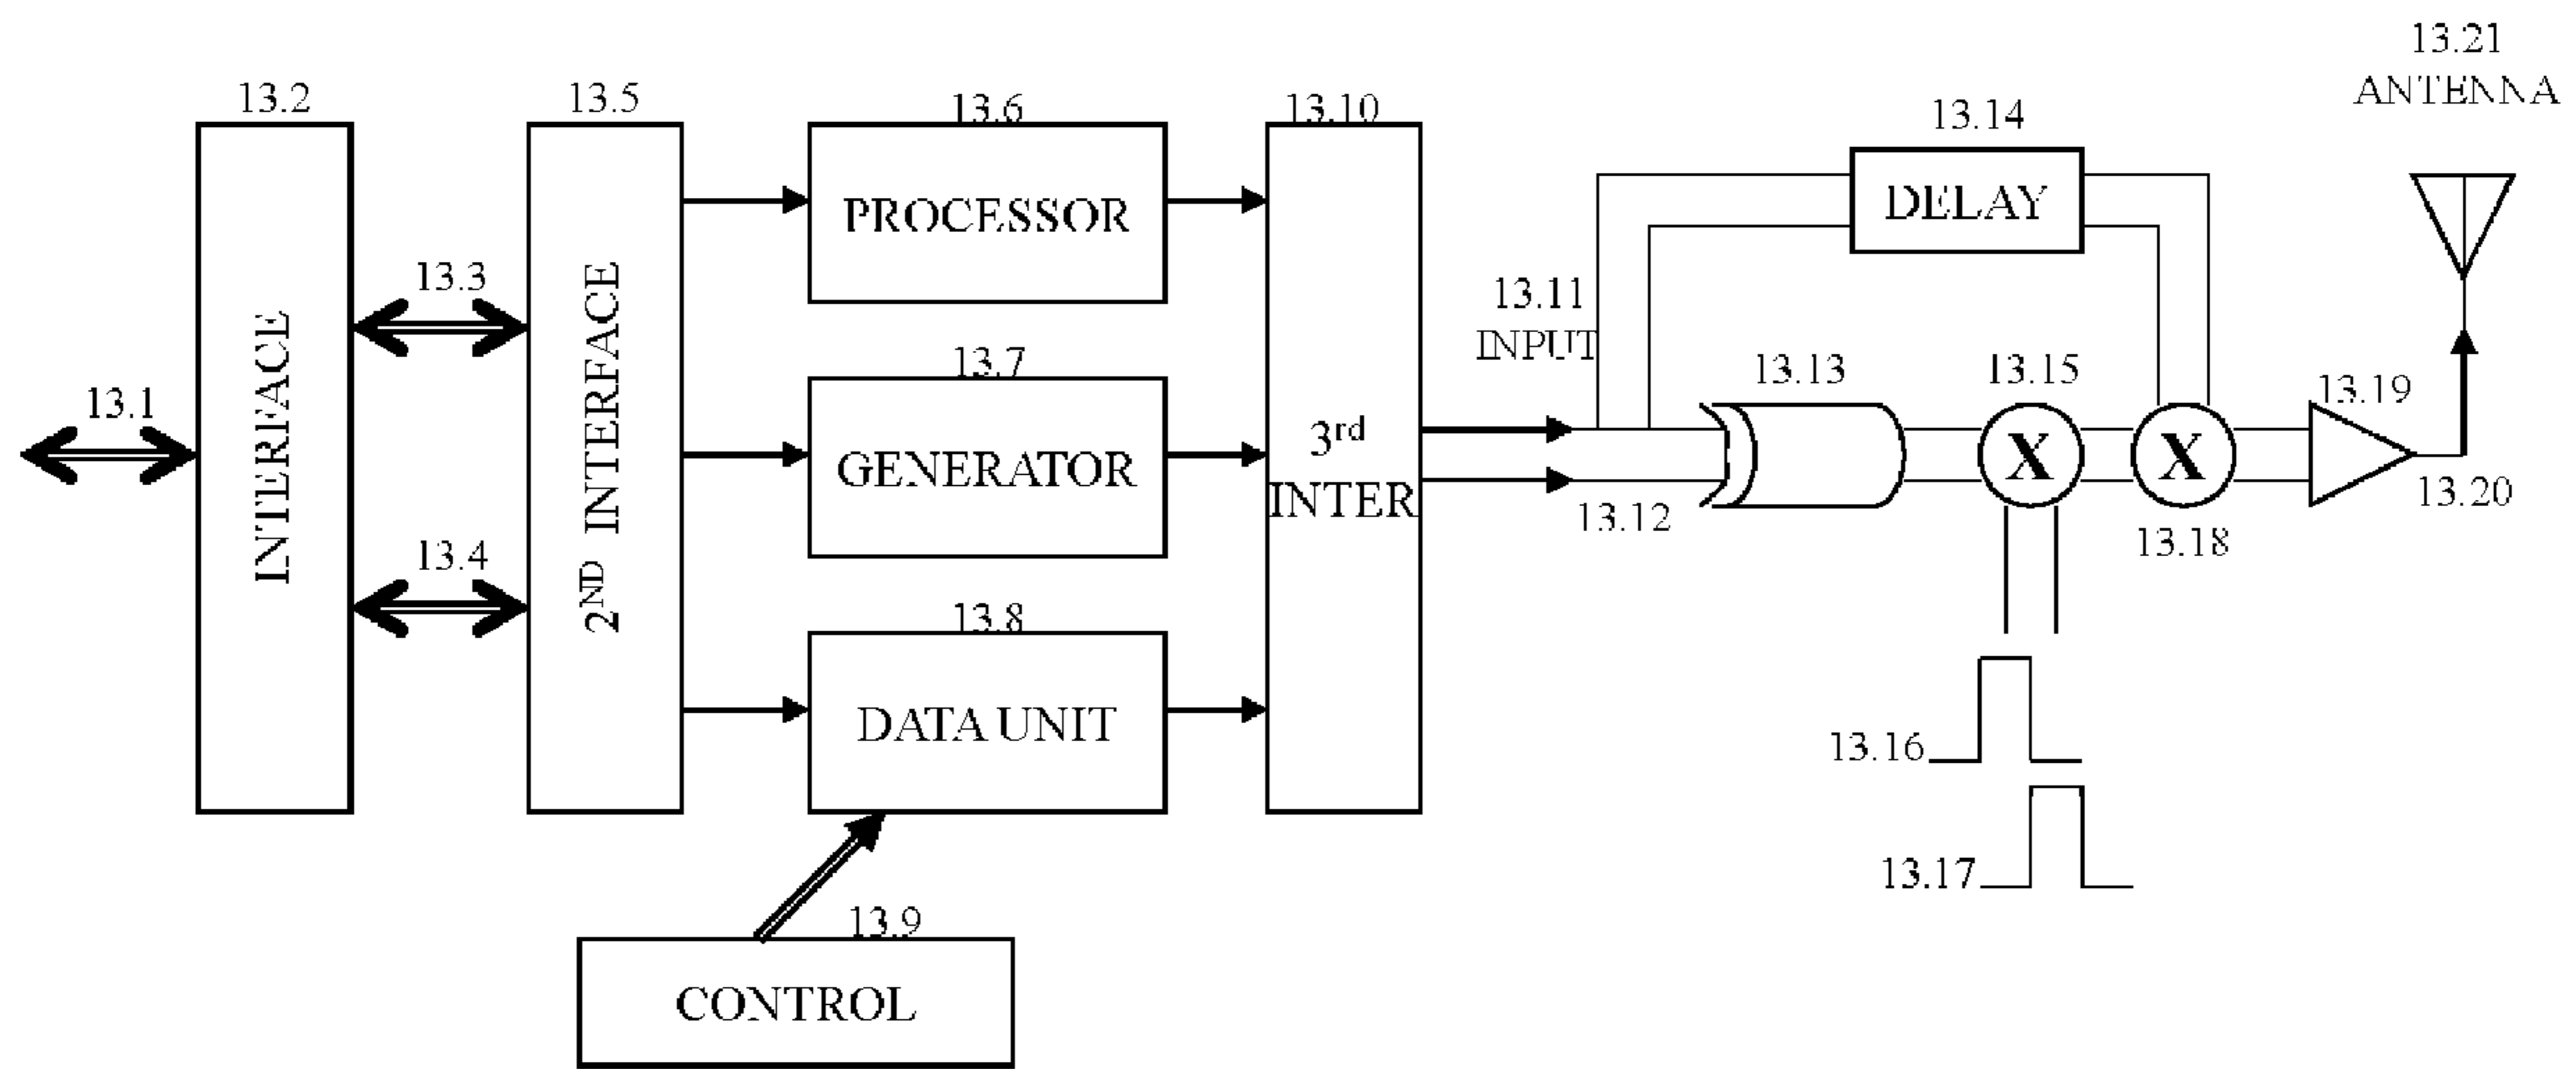 13.21
ANTENNA
13.2
13.5
13.6
13.10
13.14
PROCESSOR
DELAY
13.3
13.11
INPUT
INTERFACE
2ND INTERFACE
13.7
13.13
13.15
13.19
13.1
3rd
GENERATOR
X
X
INTER
13.20
13.12
13.18
13.4
13.8
DATA UNIT
13.16
13.17
13.9
CONTROL